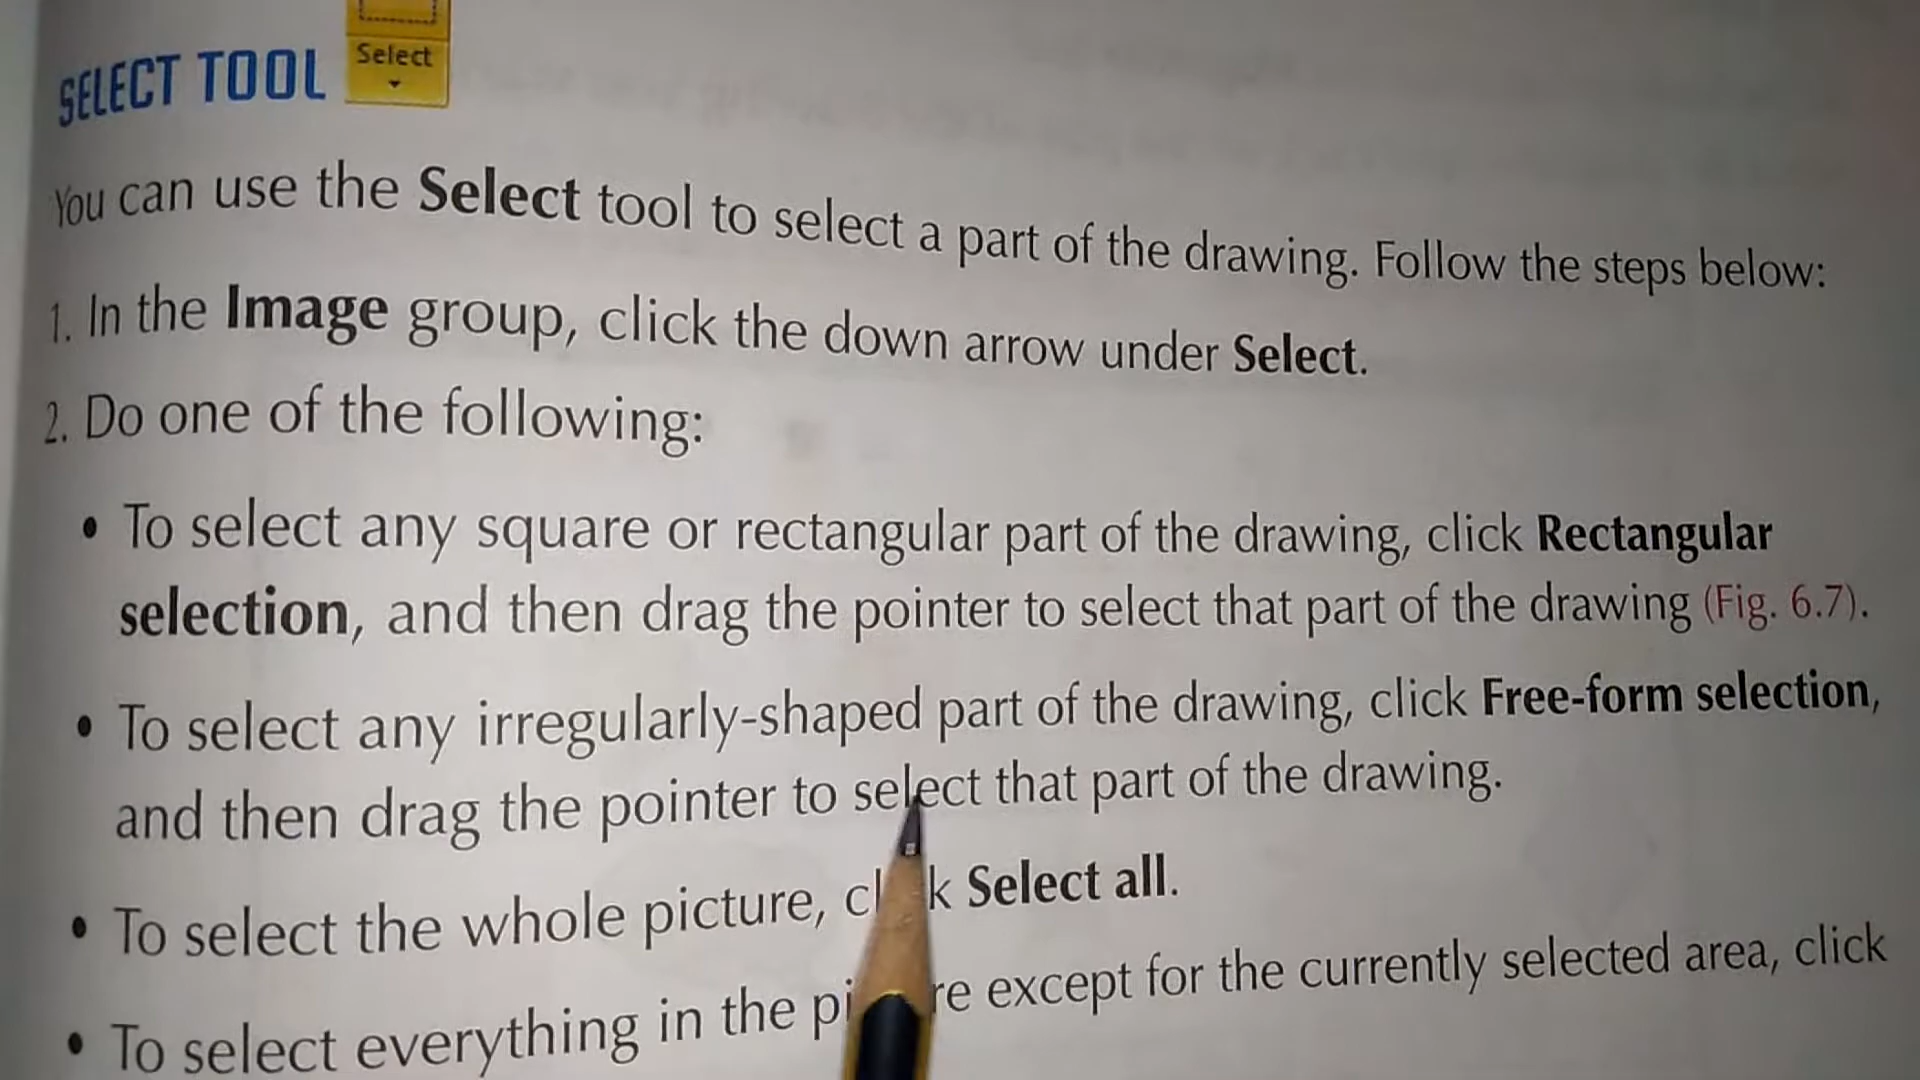 SELECT TOOL Select
You can use the Select tool to select a part of the drawing. Follow the steps below:
1. In the Image group, click the down arrow under Select.
2. Do one of the following:
• To select any square or rectangular part of the drawing, click Rectangular
selection, and then drag the pointer to select that part of the drawing (Fig. 6.7).
• To select any irregularly-shaped part of the drawing, click Free-form selection,
and then drag the pointer to select that part of the drawing.
• To select the whole picture, click Select all.
• To select everything in the picture except for the currently selected area, click